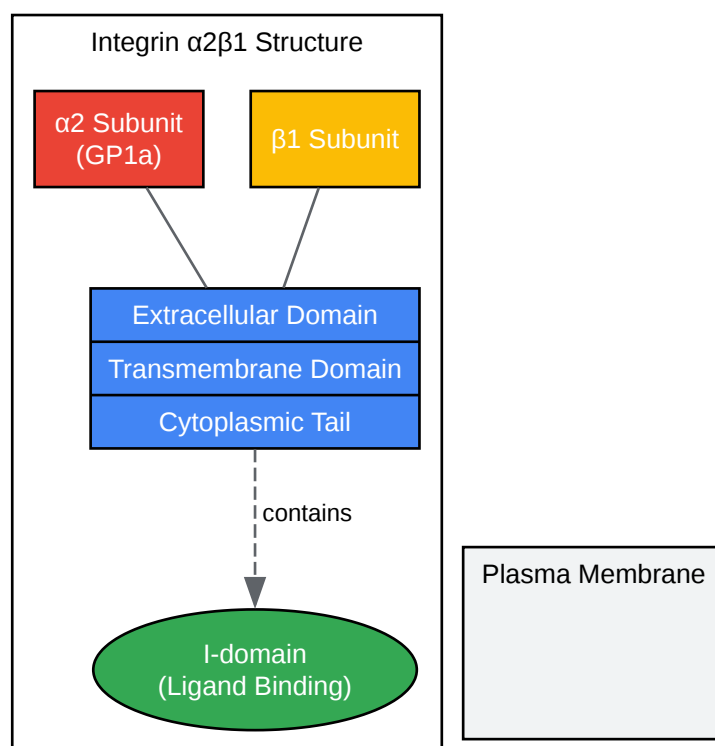 Integrin α2β1 Structure
α2 Subunit
(GP1a)
β1 Subunit
Extracellular Domain
Transmembrane Domain
Cytoplasmic Tail
contains
Plasma Membrane
I-domain
(Ligand Binding)